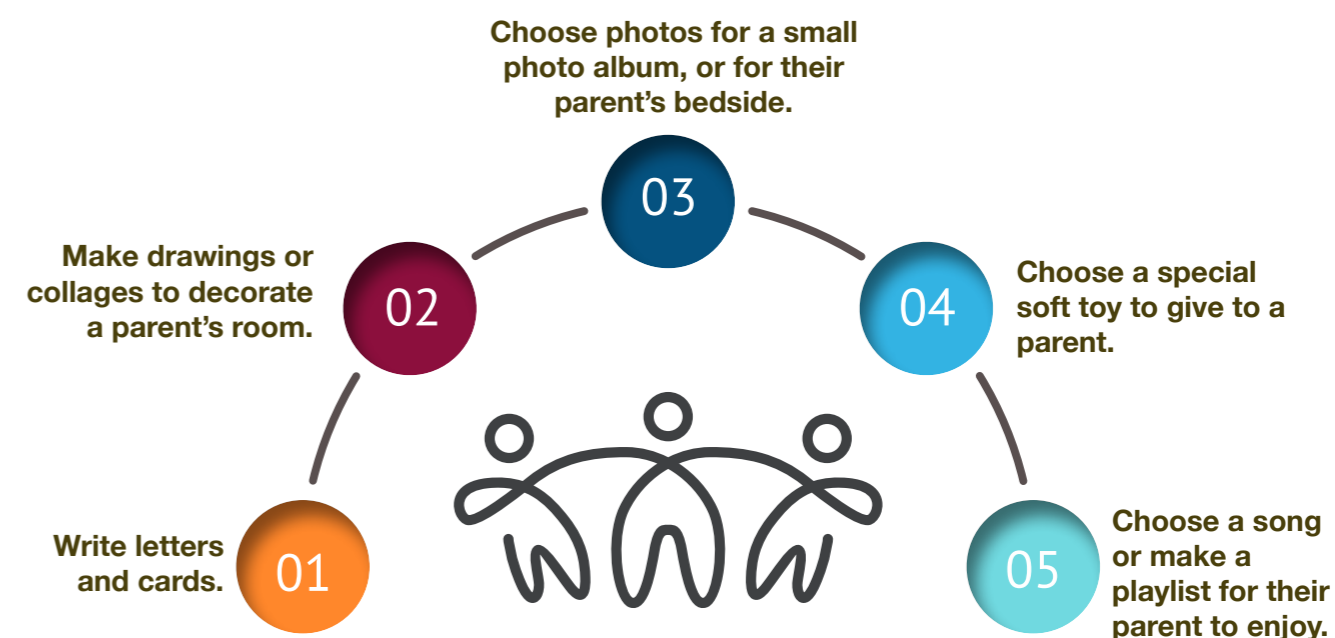 01
Write letters
and cards.
02
Make drawings or
collages to decorate
a parent's room.
03
Choose photos for a small
photo album, or for their
parent's bedside.
04
Choose a special
soft toy to give to a
parent.
05
Choose a song
or make a
playlist for their
parent to enjoy.